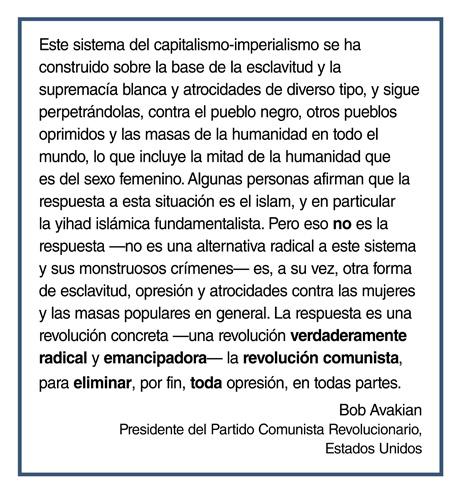 Este sistema del capitalismo-imperialismo se ha
construido sobre la base de la esclavitud y la
supremacía blanca y atrocidades de diverso tipo, y sigue
perpetrándolas, contra el pueblo negro, otros pueblos
oprimidos y las masas de la humanidad en todo el
mundo, lo que incluye la mitad de la humanidad que
es del sexo femenino. Algunas personas afirman que la
respuesta a esta situación es el islam, y en particular
la yihad islámica fundamentalista. Pero eso no es la
respuesta —no es una alternativa radical a este sistema
y sus monstruosos crímenes— es, a su vez, otra forma
de esclavitud, opresión y atrocidades contra las mujeres
y las masas populares en general. La respuesta es una
revolución concreta —una revolución verdaderamente
radical y emancipadora— la revolución comunista,
para eliminar, por fin, toda opresión, en todas partes.
Bob Avakian
Presidente del Partido Comunista Revolucionario,
Estados Unidos